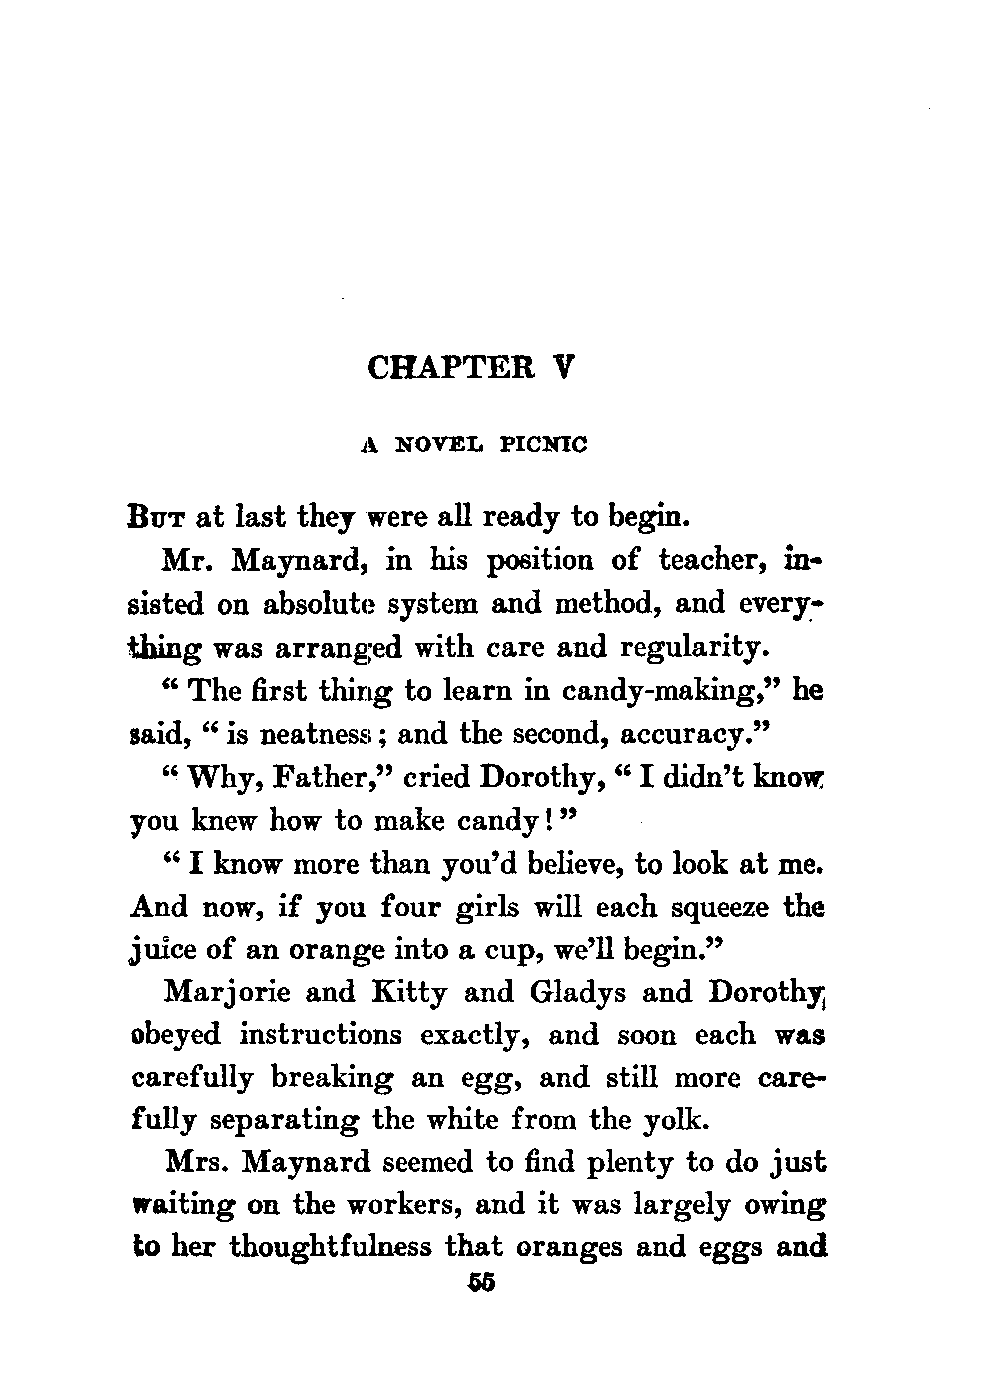 CHAPTER V
A NOVEL PICNIC
BUT at last they were all ready to begin.
Mr. Maynard, in his position of teacher, in-
sisted on absolute system and method, and every-
thing was arranged with care and regularity.
“ The first thing to learn in candy-making,” he
said, “ is neatness ; and the second, accuracy.”
“ Why, Father,” cried Dorothy, “ I didn’t know
you knew how to make candy! ”
“ I know more than you’d believe, to look at me.
And now, if you four girls will each squeeze the
juice of an orange into a cup, we’ll begin.”
Marjorie and Kitty and Gladys and Dorothy
obeyed instructions exactly, and soon each was
carefully breaking an egg, and still more care-
fully separating the white from the yolk.
Mrs. Maynard seemed to find plenty to do just
waiting on the workers, and it was largely owing
to her thoughtfulness that oranges and eggs and
55